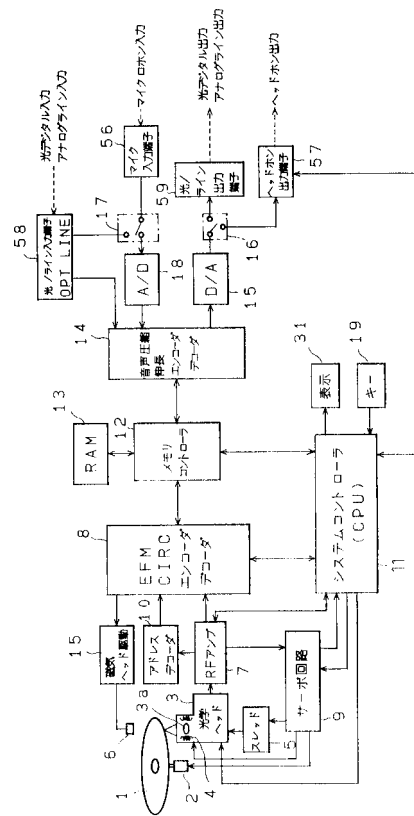 1
2
3a
3
4
5
6
光学ヘッド
スレッド
サーボ回路
9
磁気ヘッド駆動
15
アドレスデコーダ
10
RFアンプ
7
EFM
CIRC
エンコーダ
デコーダ
8
RAM
13
メモリ
コントローラ
12
音声圧縮
伸長
エンコーダ
デコーダ
14
システムコントローラ
(CPU)
11
表示
31
キー
19
光/ライン入力端子
OPT LINE
58
光デジタル入力
アナログライン入力
17
A/D
18
マイク
入力端子
56
マイクロホン入力
D/A
15
16
光/ライン
出力
端子
59
光デジタル出力
アナログライン出力
ヘッドホン
出力端子
57
ヘッドホン出力